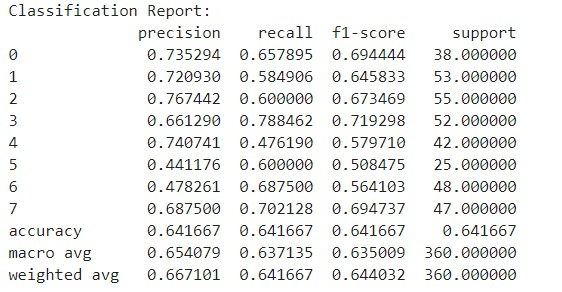 Classification Report:
precision recall f1-score support
0 0.735294 0.657895 0.694444 38.000000
1 0.720930 0.584906 0.645833 53.000000
2 0.767442 0.600000 0.673469 55.000000
3 0.661290 0.788462 0.719298 52.000000
4 0.740741 0.476190 0.579710 42.000000
5 0.441176 0.600000 0.508475 25.000000
6 0.478261 0.687500 0.564103 48.000000
7 0.687500 0.702128 0.694737 47.000000
accuracy 0.641667 0.641667 0.641667 0.641667
macro avg 0.654079 0.637135 0.635009 360.000000
weighted avg 0.667101 0.641667 0.644032 360.000000